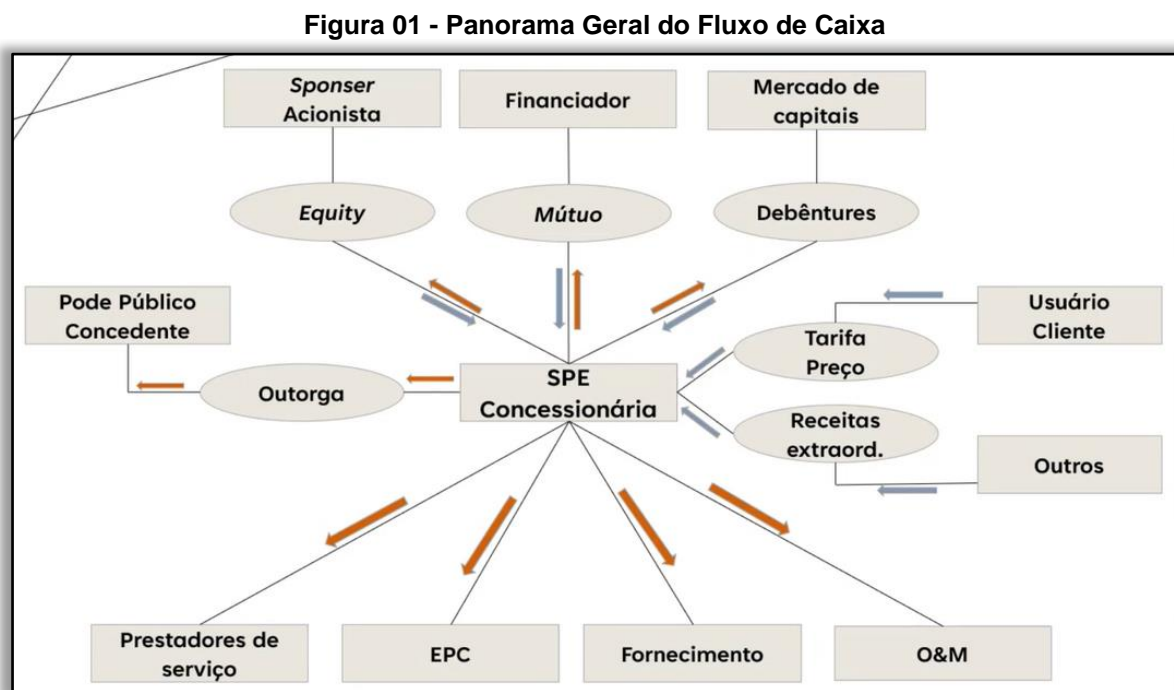 Figura 01 - Panorama Geral do Fluxo de Caixa
Sponser
Acionista
Financiador
Mercado de
capitais
Equity
Mútuo
Debêntures
Pode Público
Concedente
Usuário
Cliente
Tarifa
Preço
Outorga
SPE
Concessionária
Receitas
extraord.
Outros
Prestadores de
serviço
EPC
Fornecimento
O&M